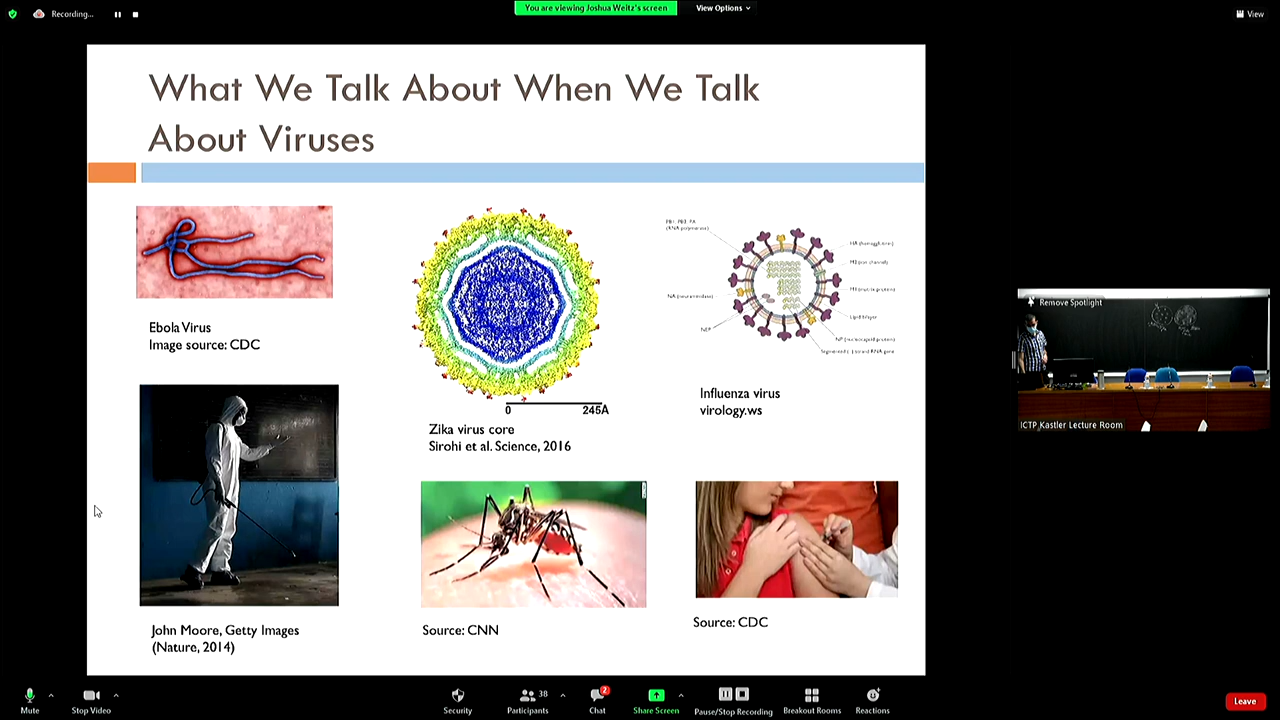 Recording...
You are viewing Joshua Weitz's screen
View Options
View
What We Talk About When We Talk
About Viruses
Ebola Virus
Image source: CDC
0 245A
Zika virus core
Sirohi et al. Science, 2016
PB1, PB2, PA
(RNA polymerase)
HA (hemagglutinin)
M2 (ion channel)
M1 (matrix protein)
NA (neuraminidase)
Lipid bilayer
NEP
NP (nucleocapsid protein)
Segmented (-) strand RNA gene
Influenza virus
virology.ws
John Moore, Getty Images
(Nature, 2014)
Source: CNN
Source: CDC
Remove Spotlight
ICTP Kastler Lecture Room
Mute
Stop Video
Security
Participants
38
Chat
2
Share Screen
Pause/Stop Recording
Breakout Rooms
Reactions
Leave